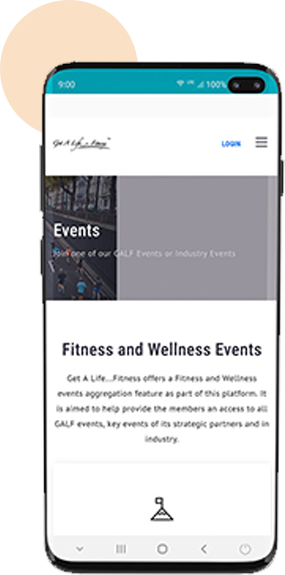 9:00
100%
Get A Life...Fitness
LOGIN
Events
Join one of our GALF Events or Industry Events
Fitness and Wellness Events
Get A Life...Fitness offers a Fitness and Wellness
events aggregation feature as part of this platform. It
is aimed to help provide the members an access to all
GALF events, key events of its strategic partners and in
industry.